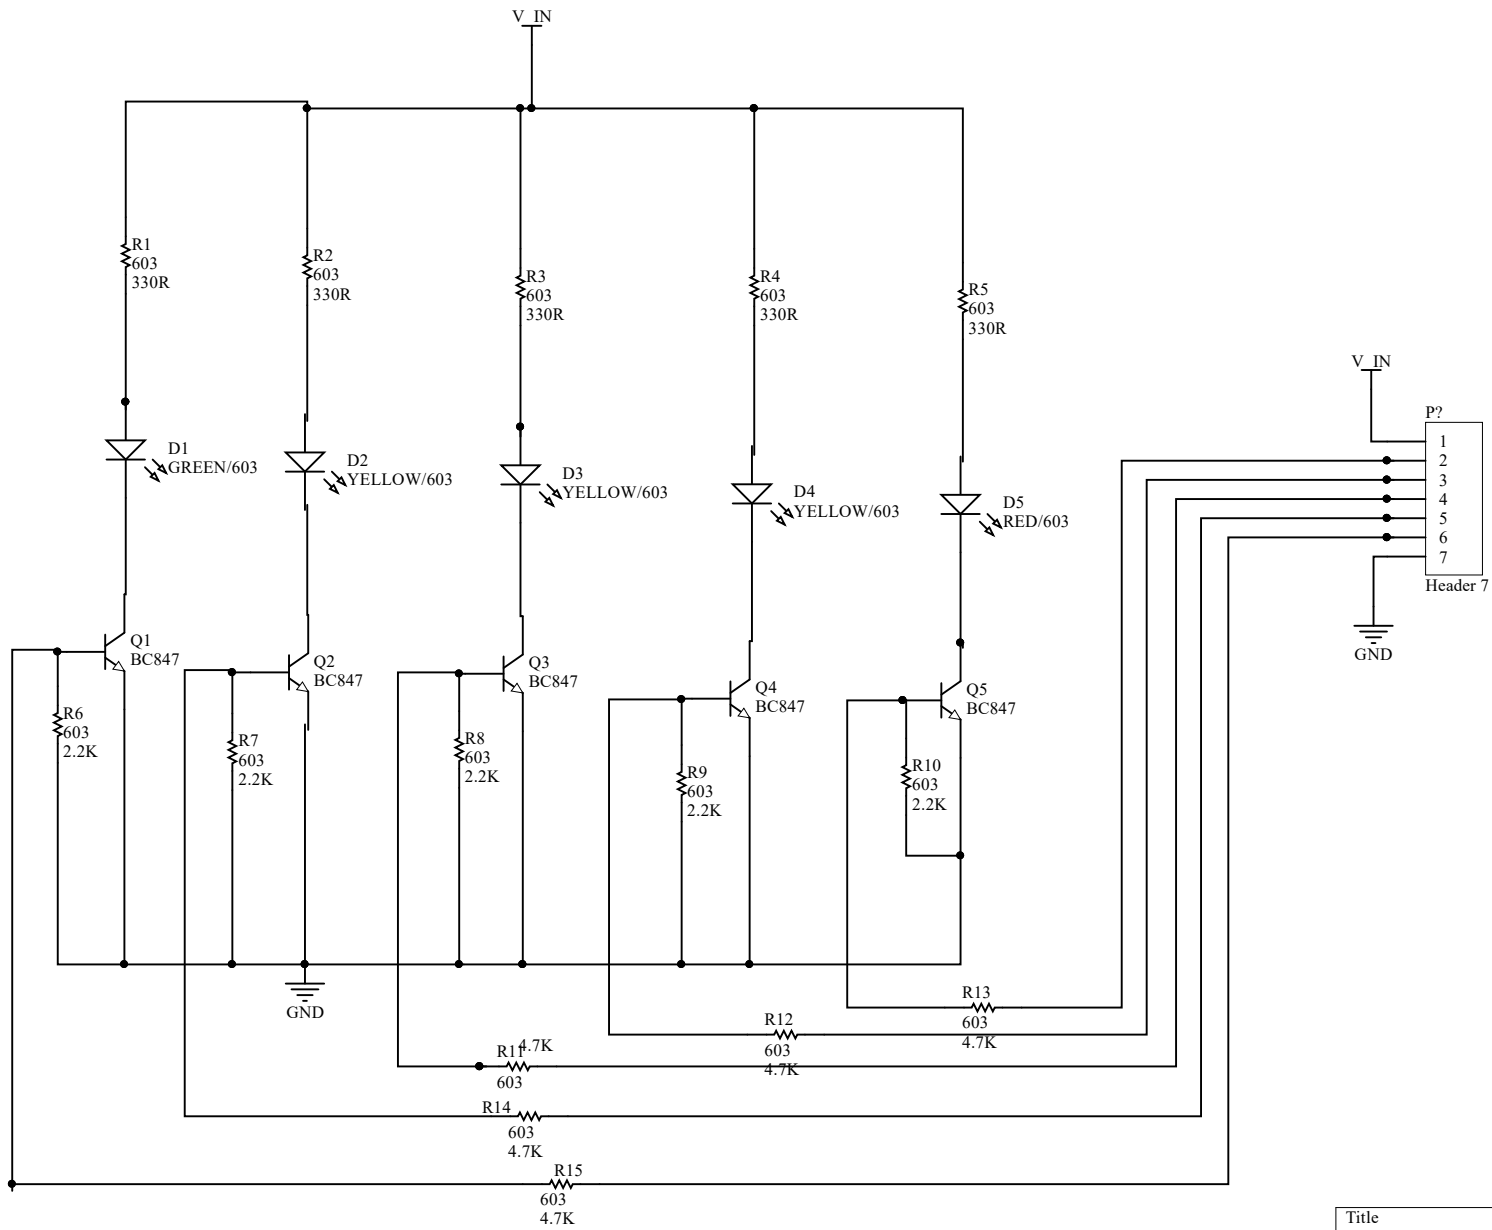 V_IN
R1
603
330R
R2
603
330R
R3
603
330R
R4
603
330R
R5
603
330R
V_IN
P?
1
2
3
4
5
6
7
Header 7
GND
D1
GREEN/603
D2
YELLOW/603
D3
YELLOW/603
D4
YELLOW/603
D5
RED/603
Q1
BC847
Q2
BC847
Q3
BC847
Q4
BC847
Q5
BC847
R6
603
2.2K
R7
603
2.2K
R8
603
2.2K
R9
603
2.2K
R10
603
2.2K
GND
R13
603
4.7K
R12
603
4.7K
R11
4.7K
603
R14
603
4.7K
R15
603
4.7K
Title